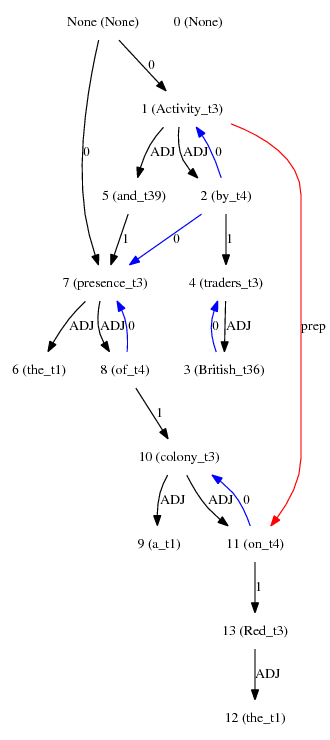 None (None) 0 (None)
0
1 (Activity_t3)
0 ADJ ADJ 0
5 (and_t39) 2 (by_t4)
1 0 1
7 (presence_t3) 4 (traders_t3)
ADJ ADJ 0 0 ADJ prep
6 (the_t1) 8 (of_t4) 3 (British_t36)
1
10 (colony_t3)
ADJ ADJ 0
9 (a_t1) 11 (on_t4)
1
13 (Red_t3)
ADJ
12 (the_t1)